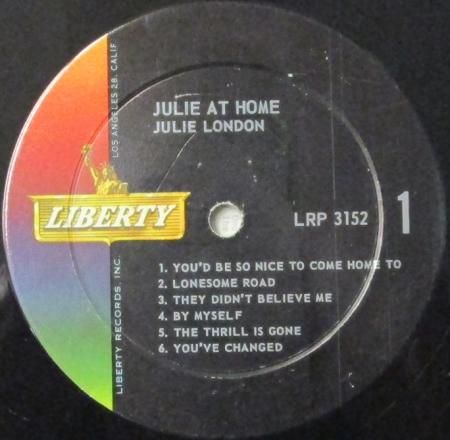 JULIE AT HOME
JULIE LONDON
LOS ANGELES 28, CALIF.
LIBERTY
LRP 3152
1
1. YOU'D BE SO NICE TO COME HOME TO
2. LONESOME ROAD
3. THEY DIDN'T BELIEVE ME
4. BY MYSELF
5. THE THRILL IS GONE
6. YOU'VE CHANGED
LIBERTY RECORDS, INC.